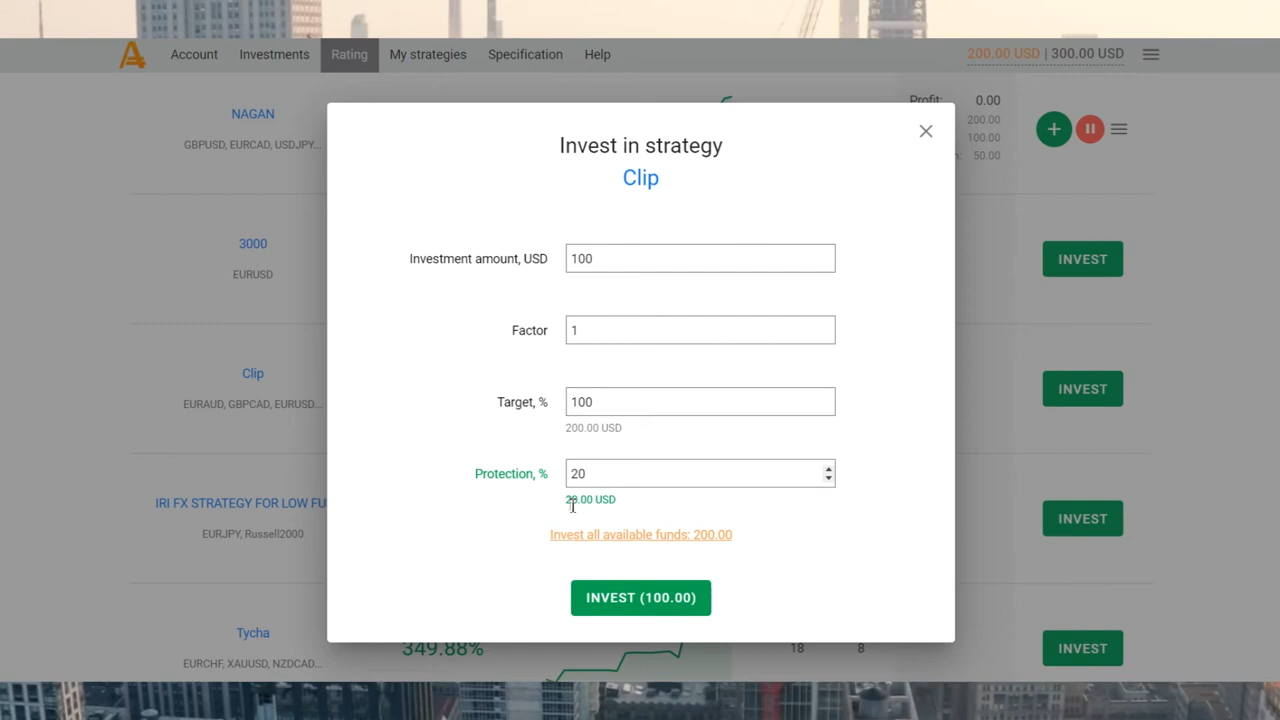 Account Investments Rating My strategies Specification Help 200.00 USD | 300.00 USD
NAGAN
GBPUSD, EURCAD, USDJPY...
Profit: 0.00
200.00
100.00
50.00
Invest in strategy
Clip
Investment amount, USD 100
Factor 1
Target, % 100
200.00 USD
Protection, % 20
20.00 USD
Invest all available funds: 200.00
INVEST (100.00)
3000
EURUSD
INVEST
Clip
EURAUD, GBPCAD, EURUSD...
INVEST
IRI FX STRATEGY FOR LOW FU
EURJPY, Russell2000
INVEST
Tycha
EURCHF, XAUUSD, NZDCAD...
349.88%
18 8
INVEST